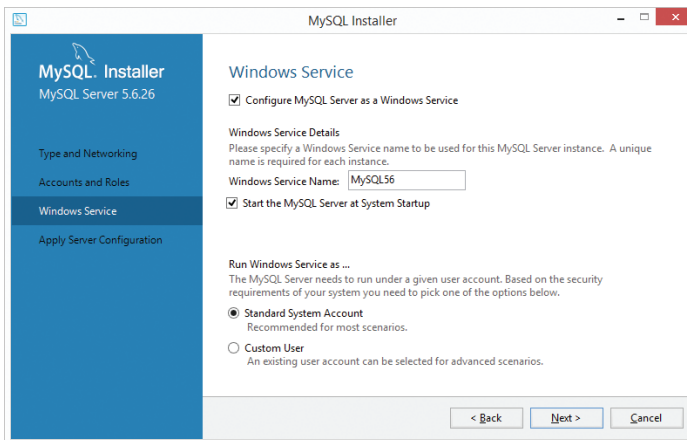 MySQL Installer
MySQL. Installer
MySQL Server 5.6.26
Type and Networking
Accounts and Roles
Windows Service
Apply Server Configuration
Windows Service
Configure MySQL Server as a Windows Service
Windows Service Details
Please specify a Windows Service name to be used for this MySQL Server instance. A unique
name is required for each instance.
Windows Service Name: MySQL56
Start the MySQL Server at System Startup
Run Windows Service as ...
The MySQL Server needs to run under a given user account. Based on the security
requirements of your system you need to pick one of the options below.
Standard System Account
Recommended for most scenarios.
Custom User
An existing user account can be selected for advanced scenarios.
< Back Next > Cancel